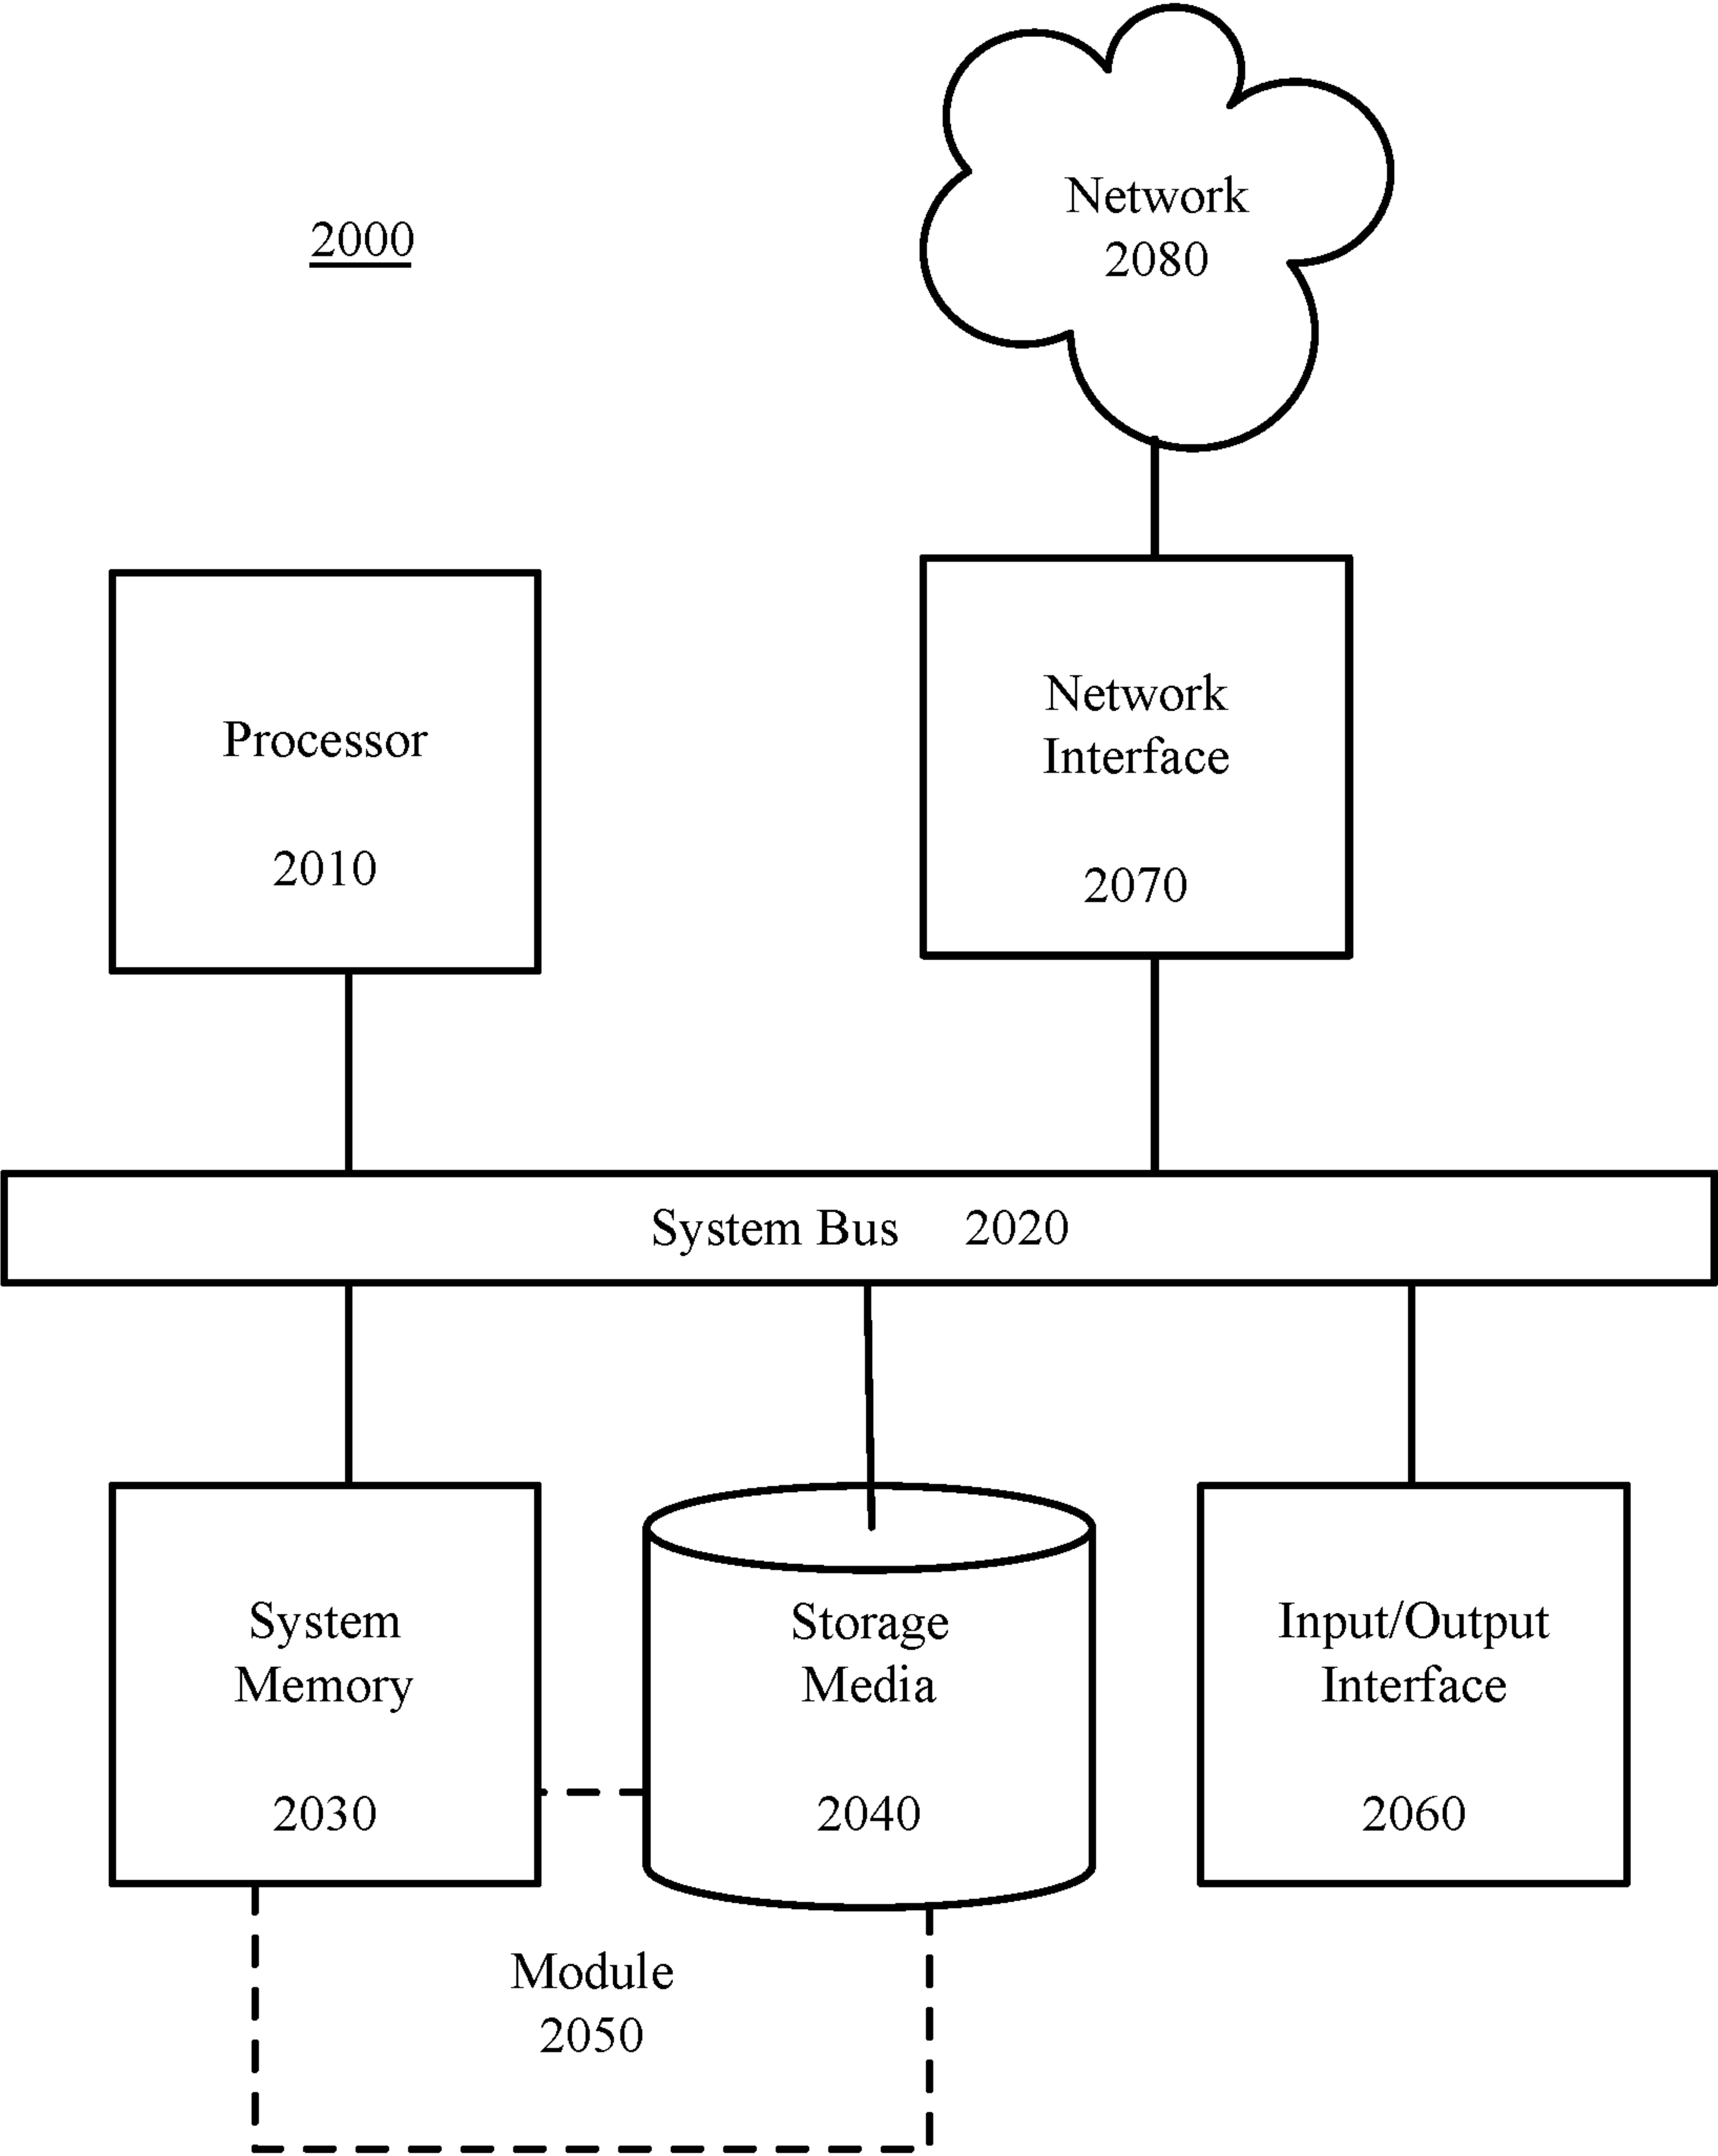 Network
2080
2000
Processor
2010
Network
Interface
2070
System Bus 2020
System
Memory
2030
Storage
Media
2040
Input/Output
Interface
2060
Module
2050